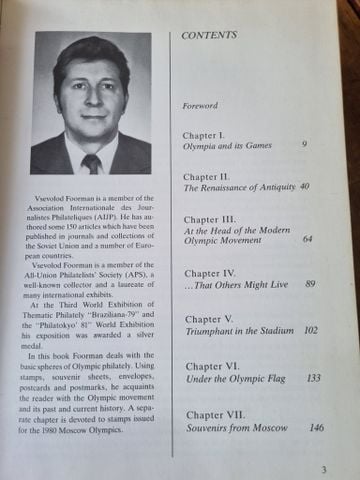 Vsevolod Foorman is a member of the
Association Internationale des Jour-
nalistes Philateliques (AIJP). He has au-
thored some 150 articles which have been
published in journals and collections of
the Soviet Union and a number of Euro-
pean countries.
Vsevolod Foorman is a member of the
All-Union Philatelists' Society (APS), a
well-known collector and a laureate of
many international exhibits.
At the Third World Exhibition of
Thematic Philately "Braziliana-79" and
the "Philatokyo' 81" World Exhibition
his exposition was awarded a silver
medal.
In this book Foorman deals with the
basic spheres of Olympic philately. Using
stamps, souvenir sheets, envelopes,
postcards and postmarks, he acquaints
the reader with the Olympic movement
and its past and current history. A sepa-
rate chapter is devoted to stamps issued
for the 1980 Moscow Olympics.
CONTENTS
Foreword
Chapter I.
Olympia and its Games 9
Chapter II.
The Renaissance of Antiquity 40
Chapter III.
At the Head of the Modern
Olympic Movement 64
Chapter IV.
...That Others Might Live 89
Chapter V.
Triumphant in the Stadium 102
Chapter VI.
Under the Olympic Flag 133
Chapter VII.
Souvenirs from Moscow 146
3